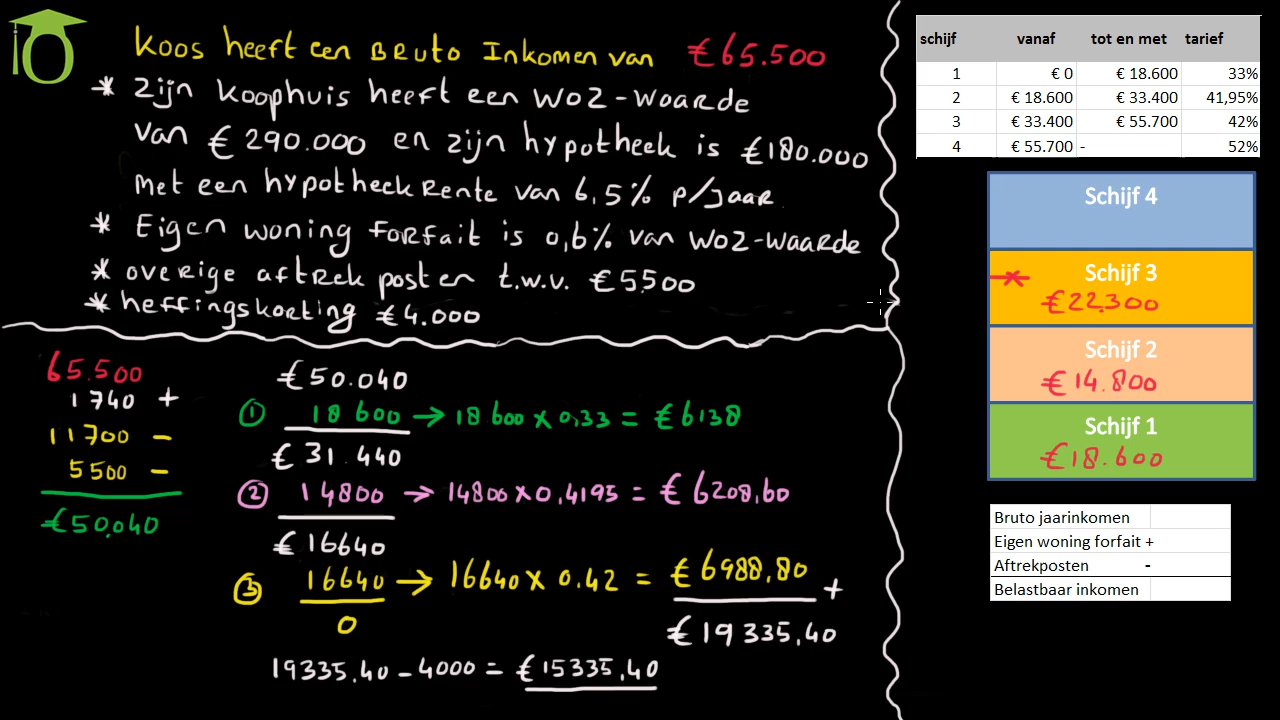 Koos heeft een Bruto Inkomen van €65.500
* Zijn koophuis heeft een WOZ-waarde
van €290.000 en zijn hypotheek is €180.000
Met een hypotheekrente van 6,5% p/Jaar
* Eigen woning forfait is 0,6% van WOZ-waarde
* overige aftrekposten t.w.v. €5500
* heffingskorting €4.000
65.500
1740 +
11700 -
5500 -
€50.040
€50.040
① 18600 → 18600 x 0,33 = €6138
€31.440
② 14800 → 14800 x 0,4195 = €6208,60
€16640
③ 16640 → 16640 x 0.42 = €6988,80 +
0
€19335,40
19335,40 - 4000 = €15335,40
schijf vanaf tot en met tarief
1 € 0 € 18.600 33%
2 € 18.600 € 33.400 41,95%
3 € 33.400 € 55.700 42%
4 € 55.700 - 52%
Schijf 4
Schijf 3
€22.300
Schijf 2
€14.800
Schijf 1
€18.600
Bruto jaarinkomen
Eigen woning forfait +
Aftrekposten -
Belastbaar inkomen